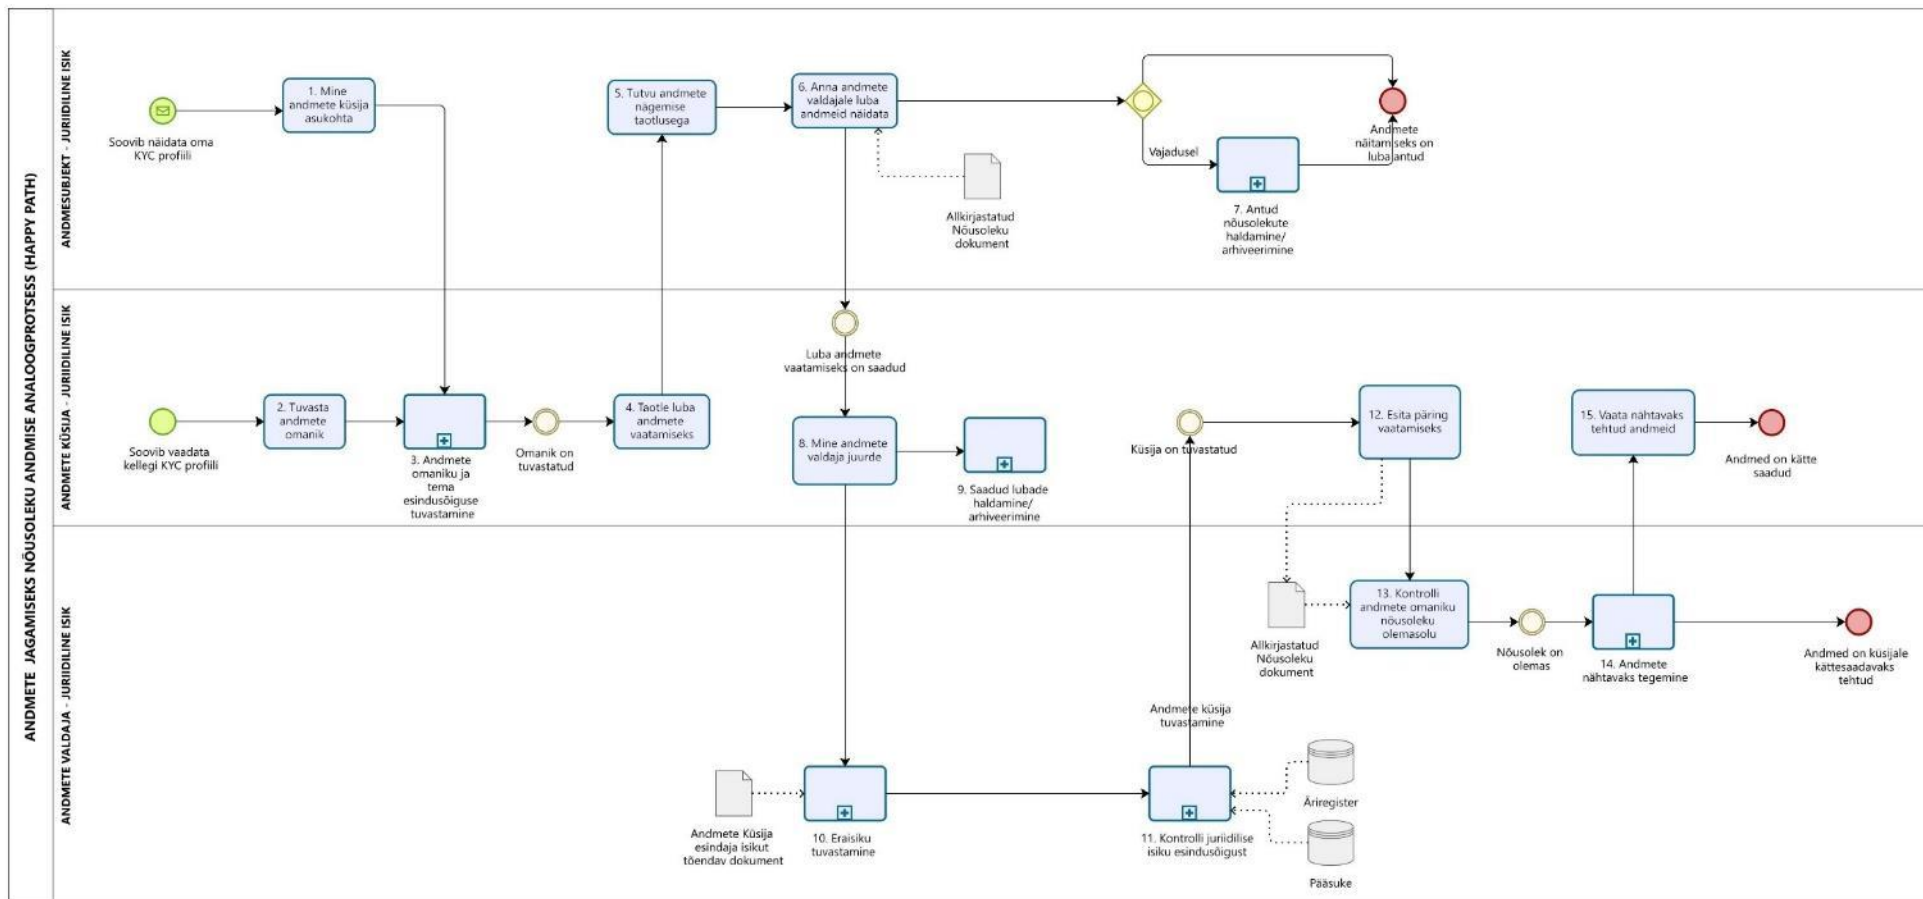 ANDMETE JAGAMISEKS NÕUSOLEKU ANDMISE ANALOOGPROTSESS (HAPPY PATH)
ANDMESUBJEKT - JURIIDILINE ISIK
Soovib näidata oma
KYC profiili
1. Mine
andmete küsija
asukohta
5. Tutvu andmete
nägemise
taotlusega
6. Anna andmete
valdajale luba
andmeid näidata
Allkirjastatud
Nõusoleku
dokument
Vajadusel
7. Antud
nõusolekute
haldamine/
arhiveerimine
Andmete
näitamiseks on
luba antud
ANDMETE KÜSIJA - JURIIDILINE ISIK
Soovib vaadata
kellegi KYC profiili
2. Tuvasta
andmete
omanik
3. Andmete
omaniku ja
tema
esindusõiguse
tuvastamine
Omanik on
tuvastatud
4. Taotle luba
andmete
vaatamiseks
Luba andmete
vaatamiseks on saadud
8. Mine andmete
valdaja juurde
9. Saadud lubade
haldamine/
arhiveerimine
Küsija on tuvastatud
12. Esita päring
vaatamiseks
15. Vaata nähtavaks
tehtud andmeid
Andmed on kätte
saadud
ANDMETE VALDAJA - JURIIDILINE ISIK
Andmete Küsija
esindaja isikut
tõendav dokument
10. Eraisiku
tuvastamine
Andmete küsija
tuvastamine
11. Kontrolli juriidilise
isiku esindusõigust
Äriregister
Pääsuke
Allkirjastatud
Nõusoleku
dokument
13. Kontrolli
andmete omaniku
nõusoleku
olemasolu
Nõusolek on
olemas
14. Andmete
nähtavaks tegemine
Andmed on küsijale
kättesaadavaks
tehtud